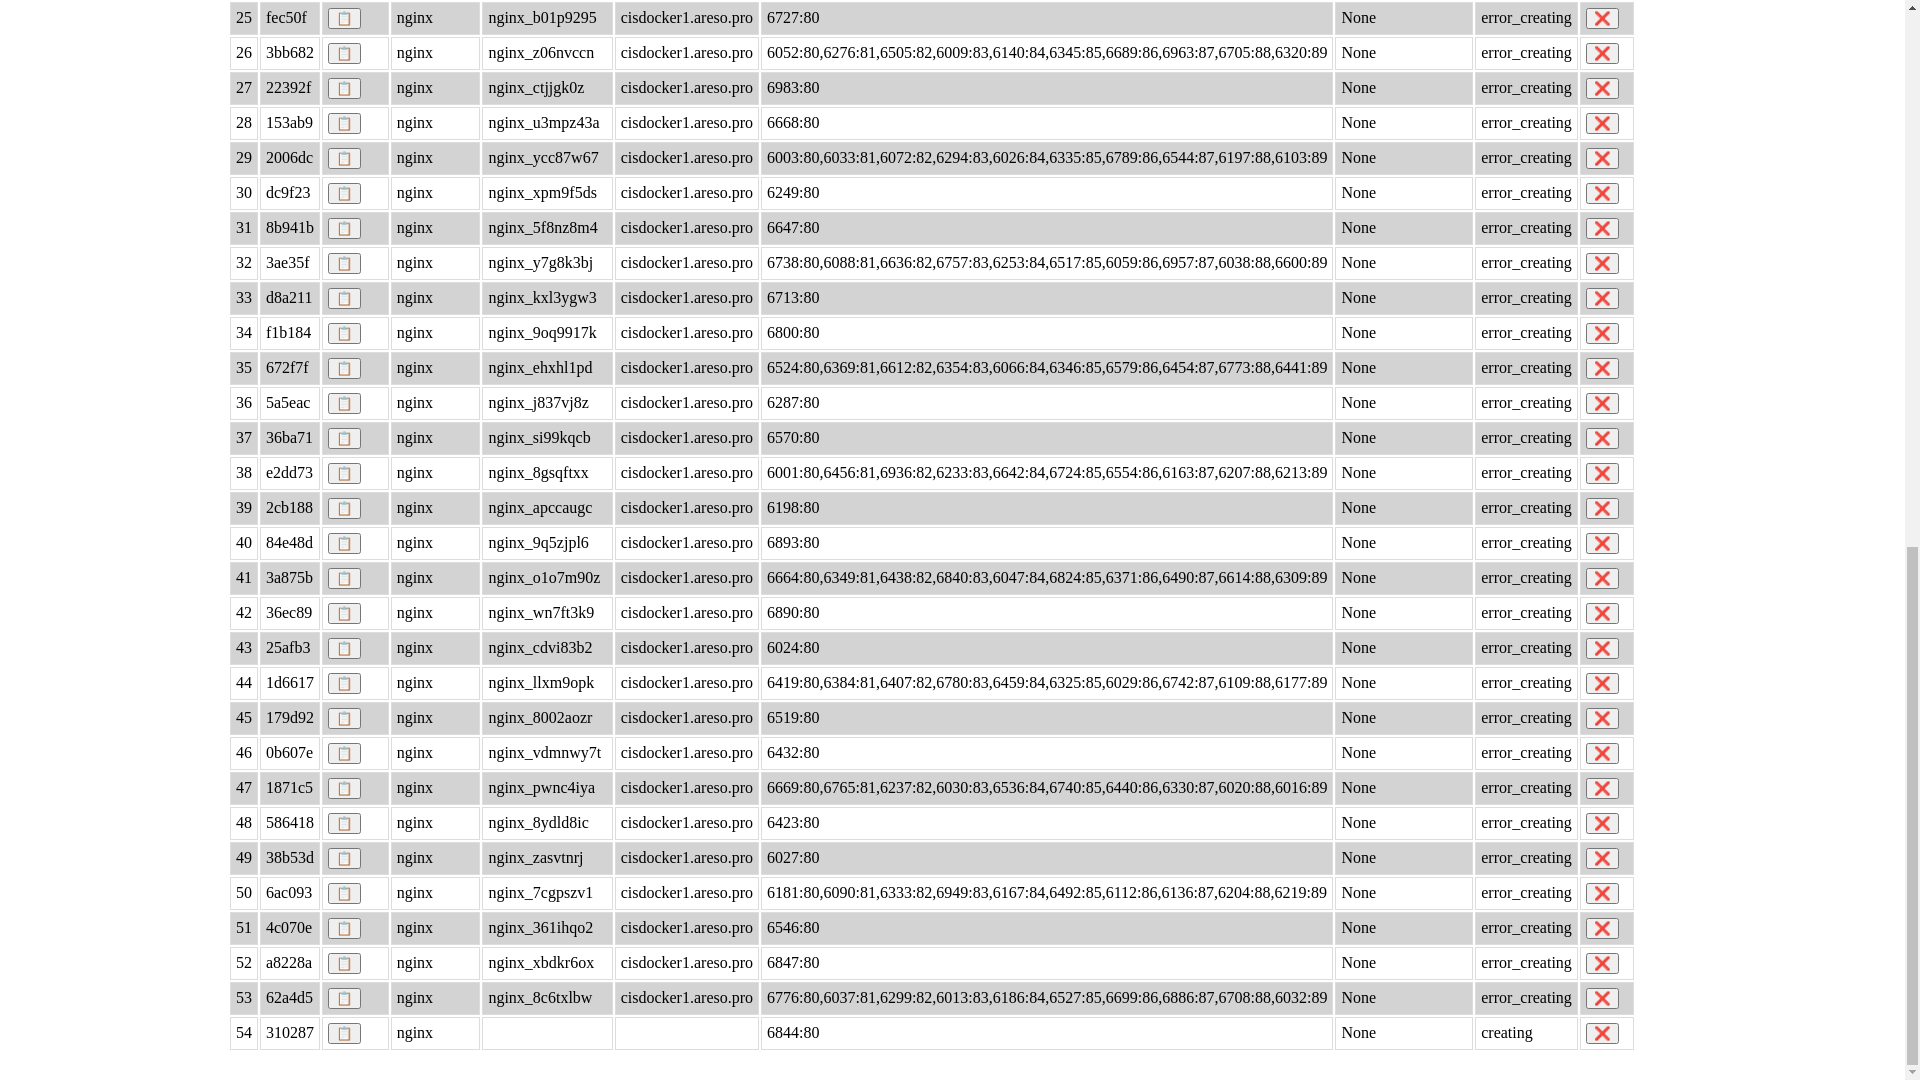 25 fec50f nginx nginx_b01p9295 cisdocker1.areso.pro 6727:80 None error_creating
26 3bb682 nginx nginx_z06nvccn cisdocker1.areso.pro 6052:80,6276:81,6505:82,6009:83,6140:84,6345:85,6689:86,6963:87,6705:88,6320:89 None error_creating
27 22392f nginx nginx_ctjjgk0z cisdocker1.areso.pro 6983:80 None error_creating
28 153ab9 nginx nginx_u3mpz43a cisdocker1.areso.pro 6668:80 None error_creating
29 2006dc nginx nginx_ycc87w67 cisdocker1.areso.pro 6003:80,6033:81,6072:82,6294:83,6026:84,6335:85,6789:86,6544:87,6197:88,6103:89 None error_creating
30 dc9f23 nginx nginx_xpm9f5ds cisdocker1.areso.pro 6249:80 None error_creating
31 8b941b nginx nginx_5f8nz8m4 cisdocker1.areso.pro 6647:80 None error_creating
32 3ae35f nginx nginx_y7g8k3bj cisdocker1.areso.pro 6738:80,6088:81,6636:82,6757:83,6253:84,6517:85,6059:86,6957:87,6038:88,6600:89 None error_creating
33 d8a211 nginx nginx_kxl3ygw3 cisdocker1.areso.pro 6713:80 None error_creating
34 f1b184 nginx nginx_9oq9917k cisdocker1.areso.pro 6800:80 None error_creating
35 672f7f nginx nginx_ehxhl1pd cisdocker1.areso.pro 6524:80,6369:81,6612:82,6354:83,6066:84,6346:85,6579:86,6454:87,6773:88,6441:89 None error_creating
36 5a5eac nginx nginx_j837vj8z cisdocker1.areso.pro 6287:80 None error_creating
37 36ba71 nginx nginx_si99kqcb cisdocker1.areso.pro 6570:80 None error_creating
38 e2dd73 nginx nginx_8gsqftxx cisdocker1.areso.pro 6001:80,6456:81,6936:82,6233:83,6642:84,6724:85,6554:86,6163:87,6207:88,6213:89 None error_creating
39 2cb188 nginx nginx_apccaugc cisdocker1.areso.pro 6198:80 None error_creating
40 84e48d nginx nginx_9q5zjpl6 cisdocker1.areso.pro 6893:80 None error_creating
41 3a875b nginx nginx_o1o7m90z cisdocker1.areso.pro 6664:80,6349:81,6438:82,6840:83,6047:84,6824:85,6371:86,6490:87,6614:88,6309:89 None error_creating
42 36ec89 nginx nginx_wn7ft3k9 cisdocker1.areso.pro 6890:80 None error_creating
43 25afb3 nginx nginx_cdvi83b2 cisdocker1.areso.pro 6024:80 None error_creating
44 1d6617 nginx nginx_llxm9opk cisdocker1.areso.pro 6419:80,6384:81,6407:82,6780:83,6459:84,6325:85,6029:86,6742:87,6109:88,6177:89 None error_creating
45 179d92 nginx nginx_8002aozr cisdocker1.areso.pro 6519:80 None error_creating
46 0b607e nginx nginx_vdmnwy7t cisdocker1.areso.pro 6432:80 None error_creating
47 1871c5 nginx nginx_pwnc4iya cisdocker1.areso.pro 6669:80,6765:81,6237:82,6030:83,6536:84,6740:85,6440:86,6330:87,6020:88,6016:89 None error_creating
48 586418 nginx nginx_8ydld8ic cisdocker1.areso.pro 6423:80 None error_creating
49 38b53d nginx nginx_zasvtnrj cisdocker1.areso.pro 6027:80 None error_creating
50 6ac093 nginx nginx_7cgpszv1 cisdocker1.areso.pro 6181:80,6090:81,6333:82,6949:83,6167:84,6492:85,6112:86,6136:87,6204:88,6219:89 None error_creating
51 4c070e nginx nginx_361ihqo2 cisdocker1.areso.pro 6546:80 None error_creating
52 a8228a nginx nginx_xbdkr6ox cisdocker1.areso.pro 6847:80 None error_creating
53 62a4d5 nginx nginx_8c6txlbw cisdocker1.areso.pro 6776:80,6037:81,6299:82,6013:83,6186:84,6527:85,6699:86,6886:87,6708:88,6032:89 None error_creating
54 310287 nginx 6844:80 None creating